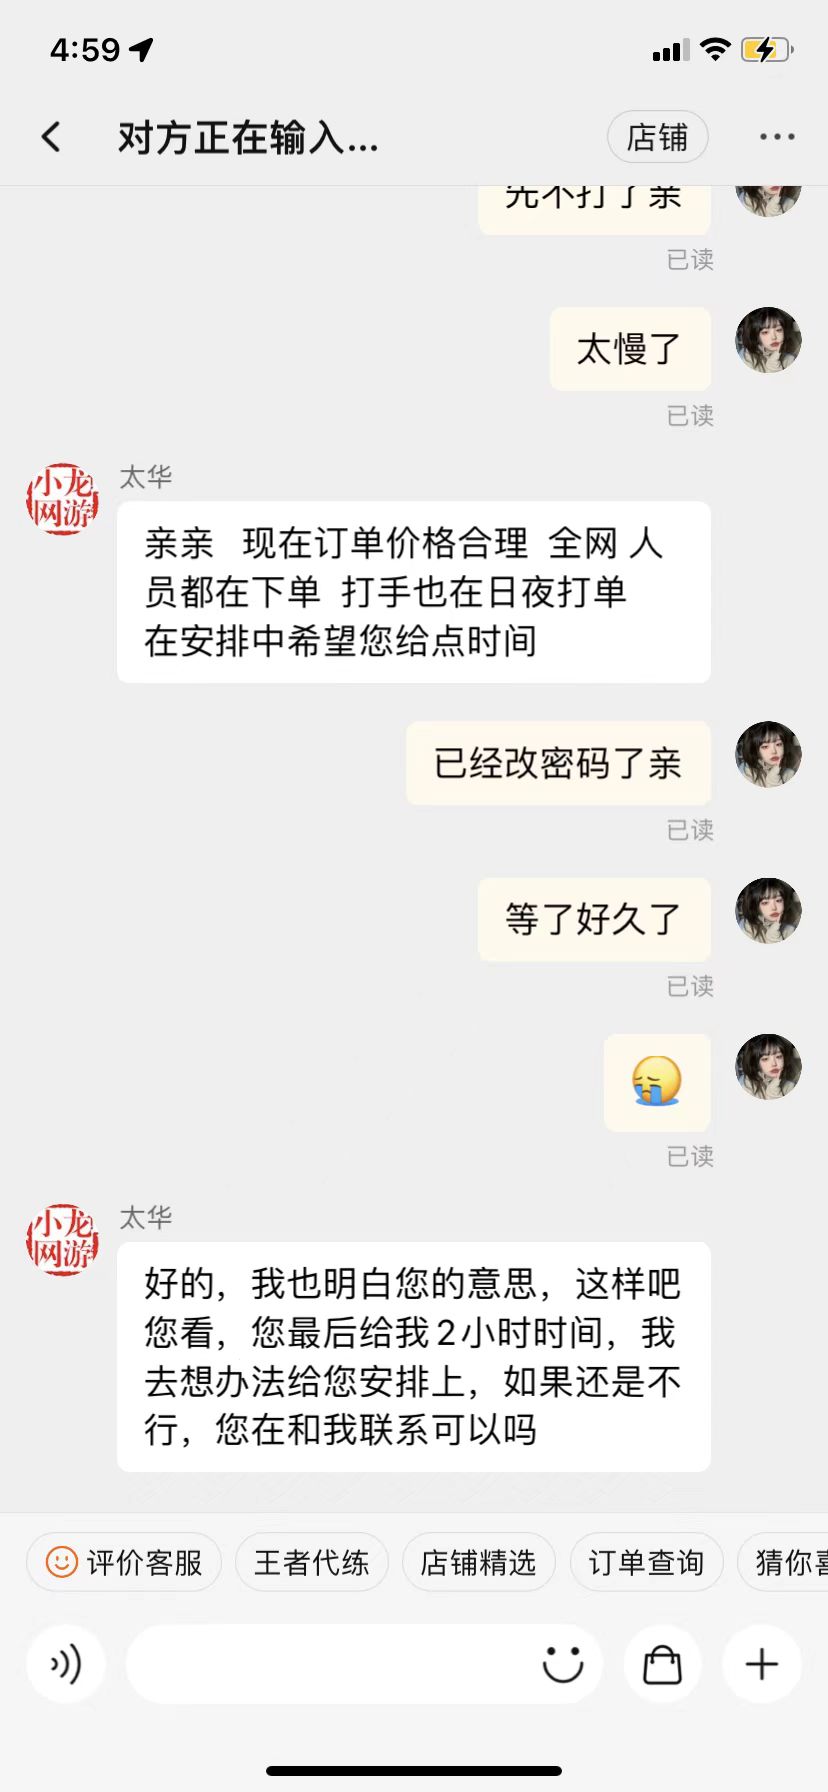 4:59
对方正在输入...
店铺
先不打了亲
已读
太慢了
已读
小龙网游
太华
亲亲 现在订单价格合理 全网 人
员都在下单 打手也在日夜打单
在安排中希望您给点时间
已经改密码了亲
已读
等了好久了
已读
已读
小龙网游
太华
好的，我也明白您的意思，这样吧
您看，您最后给我2小时时间，我
去想办法给您安排上，如果还是不
行，您在和我联系可以吗
评价客服
王者代练
店铺精选
订单查询
猜你喜